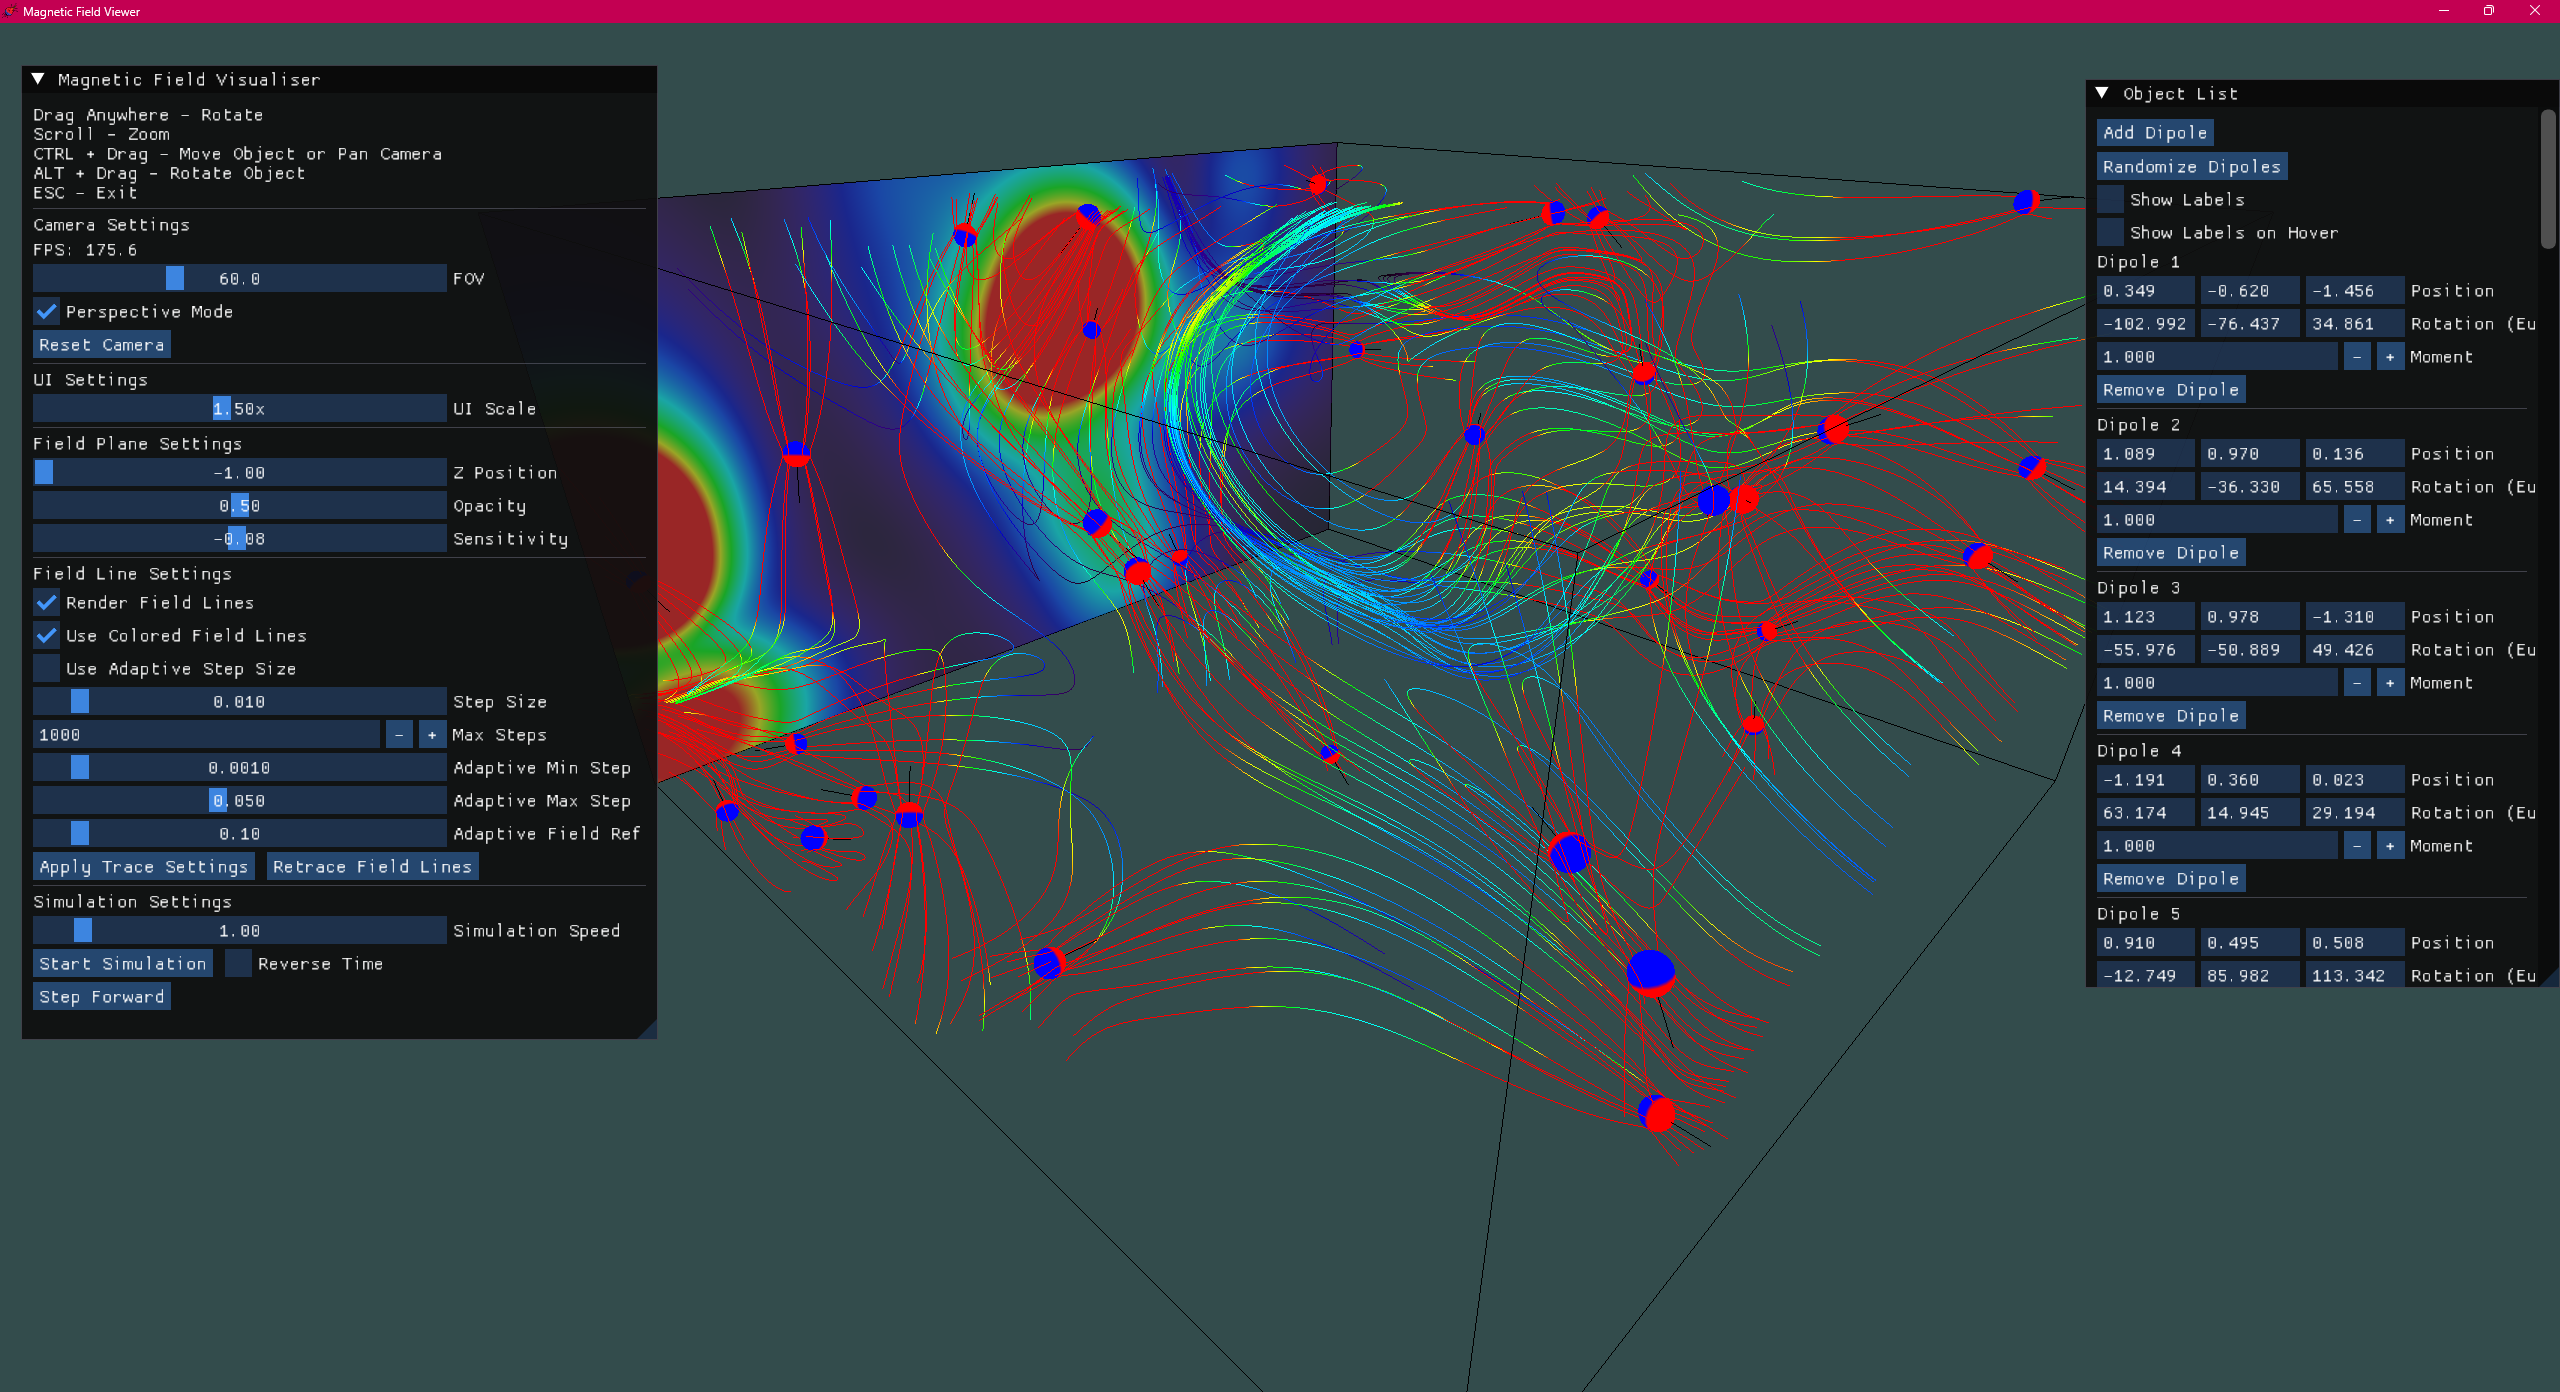 Magnetic Field Viewer
Magnetic Field Visualiser
Drag Anywhere - Rotate
Scroll - Zoom
CTRL + Drag - Move Object or Pan Camera
ALT + Drag - Rotate Object
ESC - Exit
Camera Settings
FPS: 175.6
60.0 FOV
Perspective Mode
Reset Camera
UI Settings
1.50x UI Scale
Field Plane Settings
-1.00 Z Position
0.50 Opacity
-0.08 Sensitivity
Field Line Settings
Render Field Lines
Use Colored Field Lines
Use Adaptive Step Size
0.010 Step Size
1000 - + Max Steps
0.0010 Adaptive Min Step
0.050 Adaptive Max Step
0.10 Adaptive Field Ref
Apply Trace Settings Retrace Field Lines
Simulation Settings
1.00 Simulation Speed
Start Simulation Reverse Time
Step Forward
Object List
Add Dipole
Randomize Dipoles
Show Labels
Show Labels on Hover
Dipole 1
0.349 -0.620 -1.456 Position
-102.992 -76.437 34.861 Rotation (Eu
1.000 - + Moment
Remove Dipole
Dipole 2
1.089 0.970 0.136 Position
14.394 -36.330 65.558 Rotation (Eu
1.000 - + Moment
Remove Dipole
Dipole 3
1.123 0.978 -1.310 Position
-55.976 -50.889 49.426 Rotation (Eu
1.000 - + Moment
Remove Dipole
Dipole 4
-1.191 0.360 0.023 Position
63.174 14.945 29.194 Rotation (Eu
1.000 - + Moment
Remove Dipole
Dipole 5
0.910 0.495 0.508 Position
-12.749 85.982 113.342 Rotation (Eu